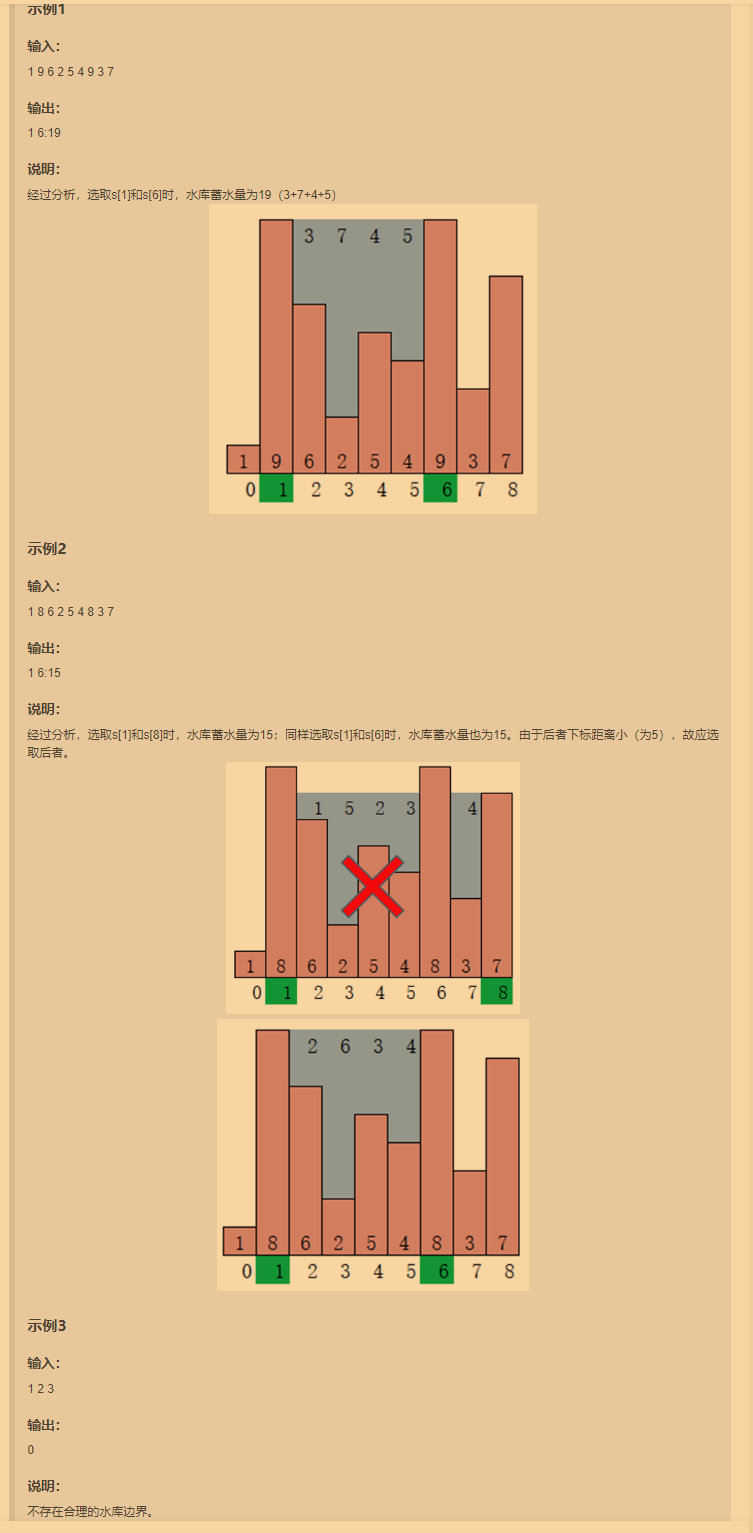 示例1
输入：
1 9 6 2 5 4 9 3 7
输出：
1 6:19
说明：
经过分析，选取s[1]和s[6]时，水库蓄水量为19（3+7+4+5）
3 7 4 5
1 9 6 2 5 4 9 3 7
0 1 2 3 4 5 6 7 8
示例2
输入：
1 8 6 2 5 4 8 3 7
输出：
1 6:15
说明：
经过分析，选取s[1]和s[8]时，水库蓄水量为15；同样选取s[1]和s[6]时，水库蓄水量也为15。由于后者下标距离小（为5），故应选
取后者。
1 5 2 3 4
1 8 6 2 5 4 8 3 7
0 1 2 3 4 5 6 7 8
2 6 3 4
1 8 6 2 5 4 8 3 7
0 1 2 3 4 5 6 7 8
示例3
输入：
1 2 3
输出：
0
说明：
不存在合理的水库边界。